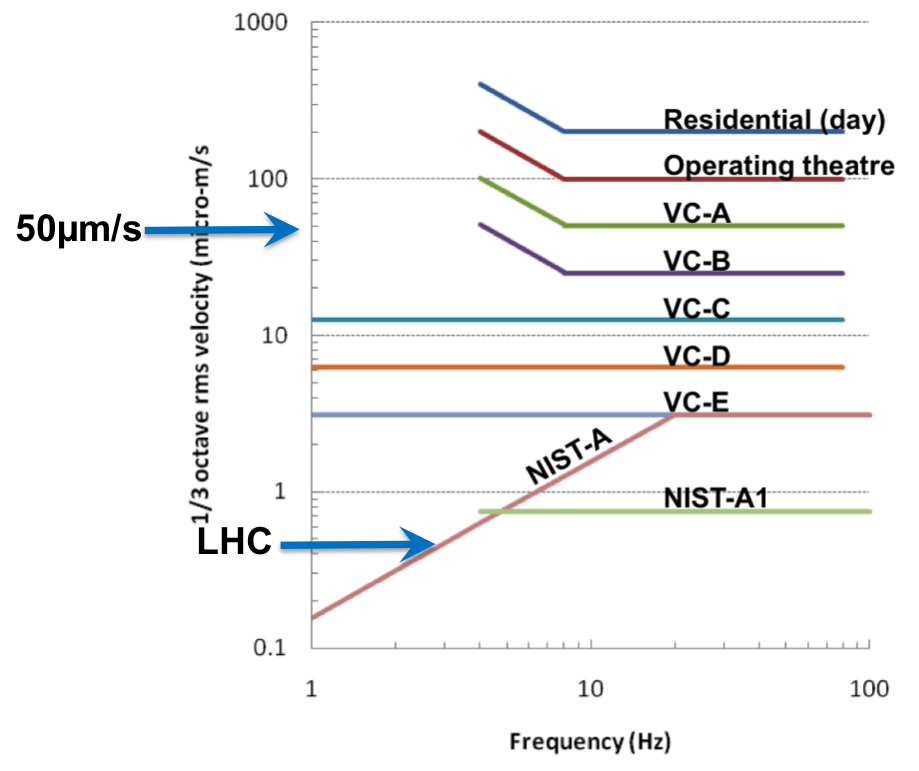 1000
Residential (day)
Operating theatre
100
VC-A
50µm/s
VC-B
VC-C
10
VC-D
VC-E
NIST-A
1
NIST-A1
LHC
0.1
1
10
100
1/3 octave rms velocity (micro-m/s
Frequency (Hz)